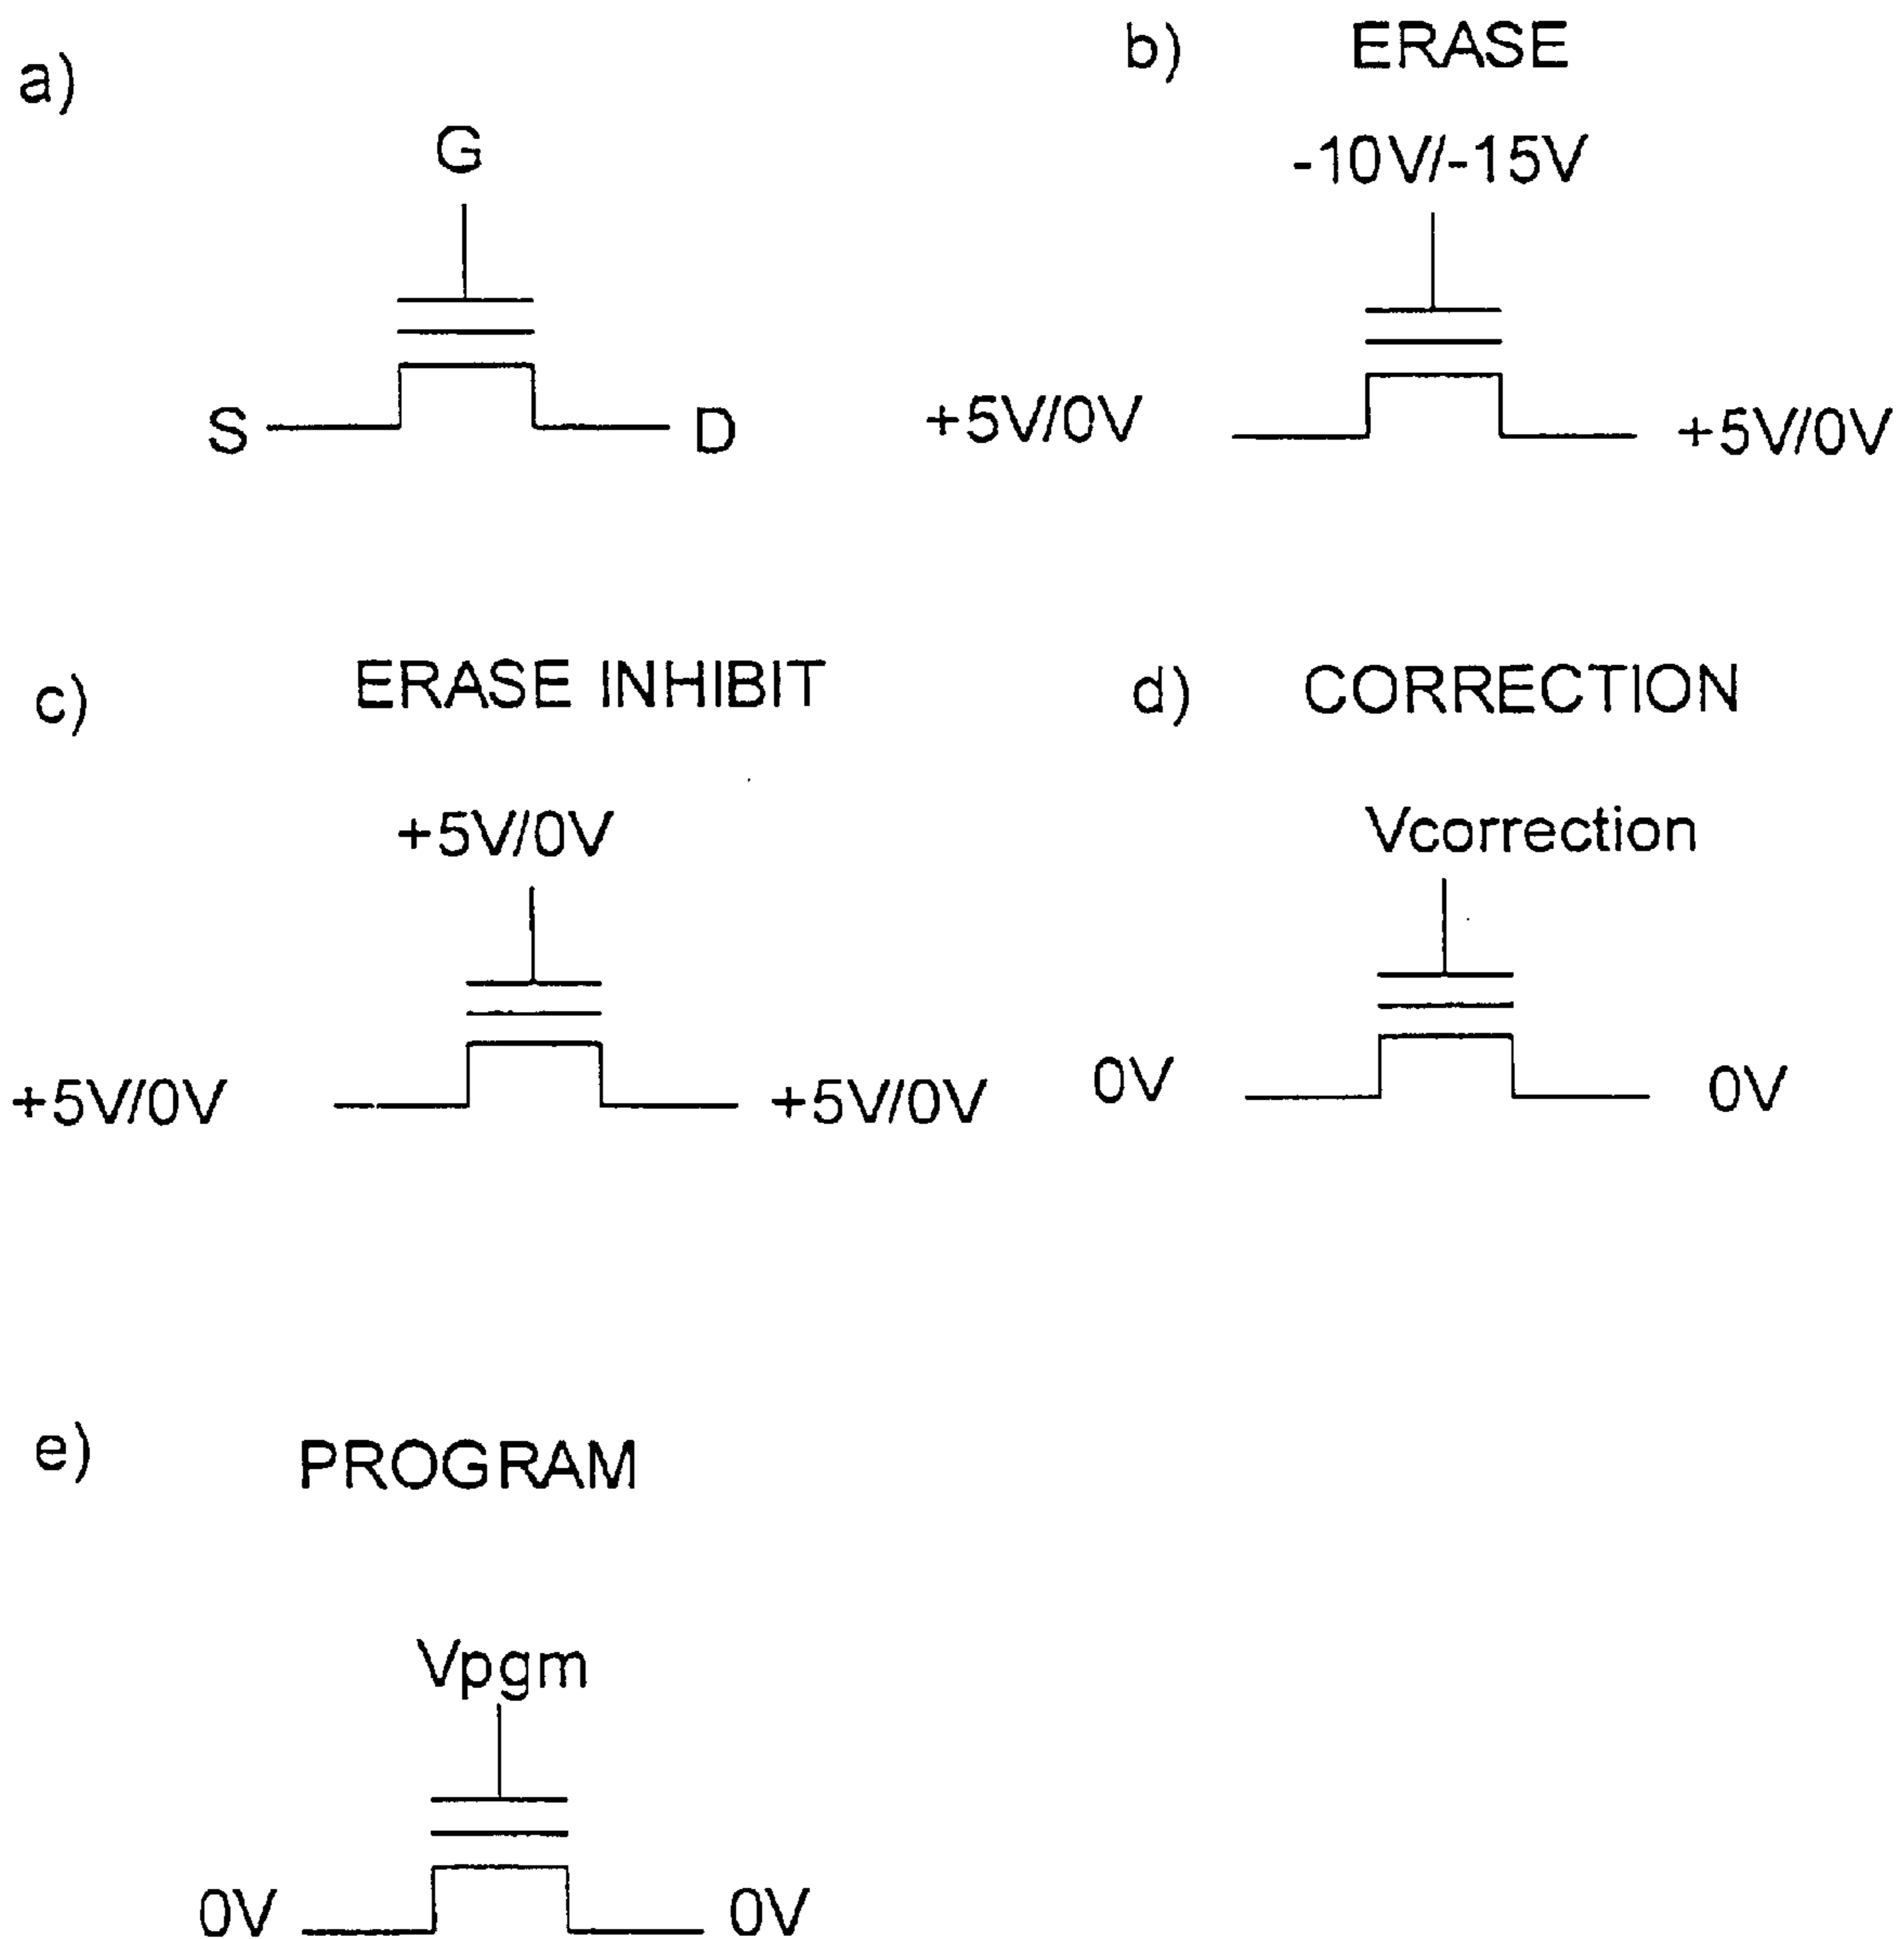 a)
G
S
D
b)
ERASE
-10V/-15V
+5V/0V
+5V/0V
c)
ERASE INHIBIT
+5V/0V
+5V/0V
+5V/0V
d)
CORRECTION
Vcorrection
0V
0V
e)
PROGRAM
Vpgm
0V
0V